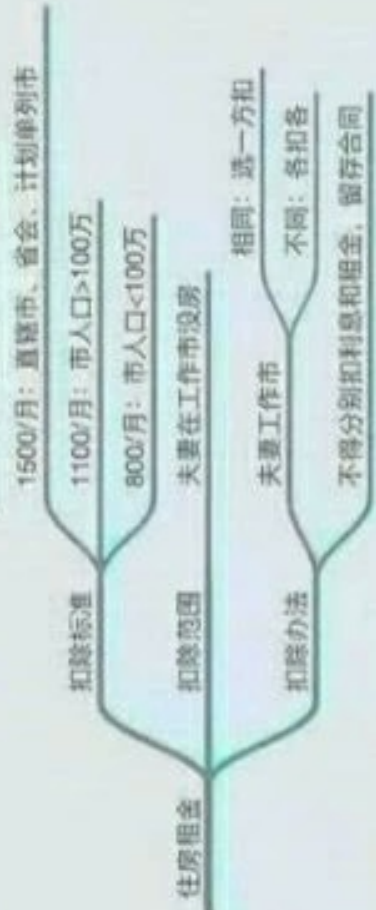 住房租金
扣除标准
1500/月：直辖市、省会、计划单列市
1100/月：市人口>100万
800/月：市人口<100万
扣除范围
夫妻在工作市没房
扣除办法
夫妻工作市
相同：选一方扣
不同：各扣各
不得分别扣利息和租金，留存合同